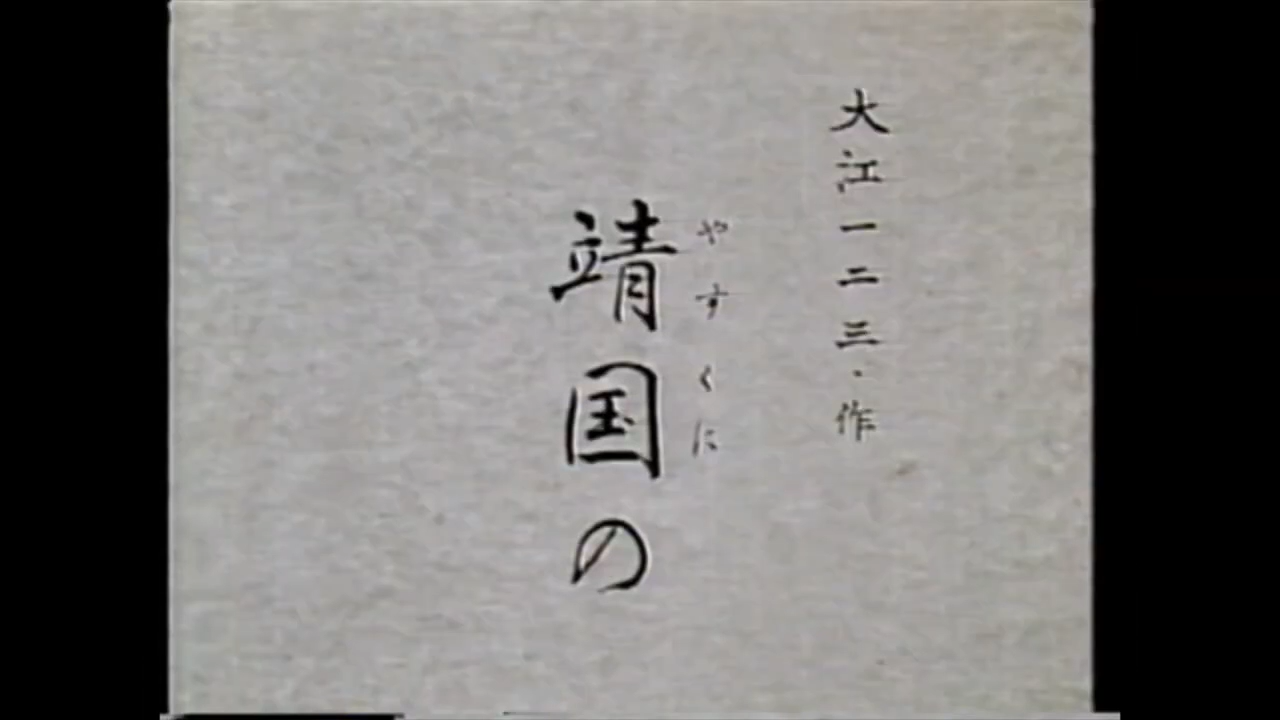 大江一二三・作
やすくに
靖国の